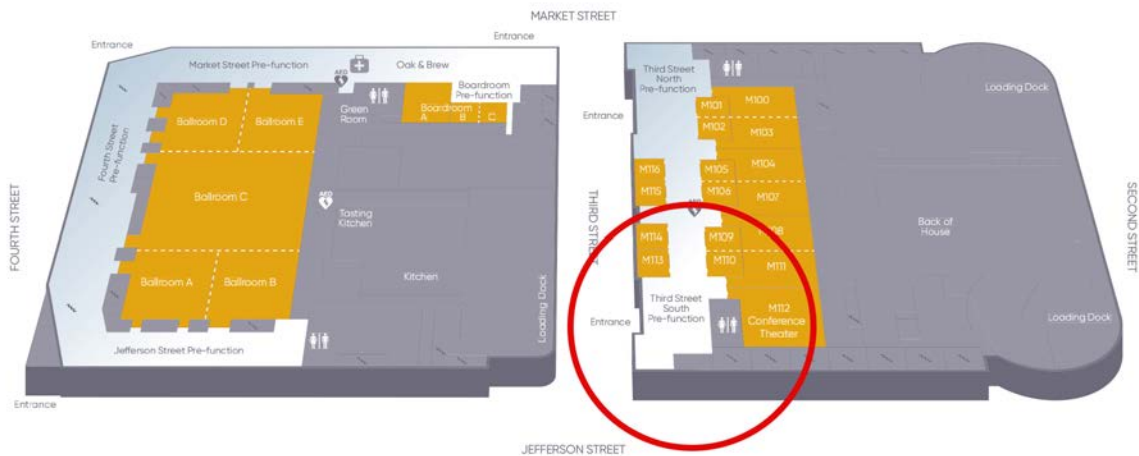 MARKET STREET
Entrance
Entrance
Market Street Pre-function
AED
Oak & Brew
Boardroom
Pre-function
Green
Room
Boardroom
A
B
C
Ballroom D
Ballroom E
Fourth Street
Pre-function
Ballroom C
AED
Tasting
Kitchen
Kitchen
Ballroom A
Ballroom B
Loading Dock
Jefferson Street Pre-function
Entrance
FOURTH STREET
THIRD STREET
Third Street
North
Pre-function
Entrance
M101
M100
M102
M103
M104
M116
M105
M115
M106
M107
AED
M114
M109
M108
M113
M110
M111
Third Street
South
Pre-function
Entrance
M112
Conference
Theater
Back of
House
Loading Dock
Loading Dock
SECOND STREET
JEFFERSON STREET